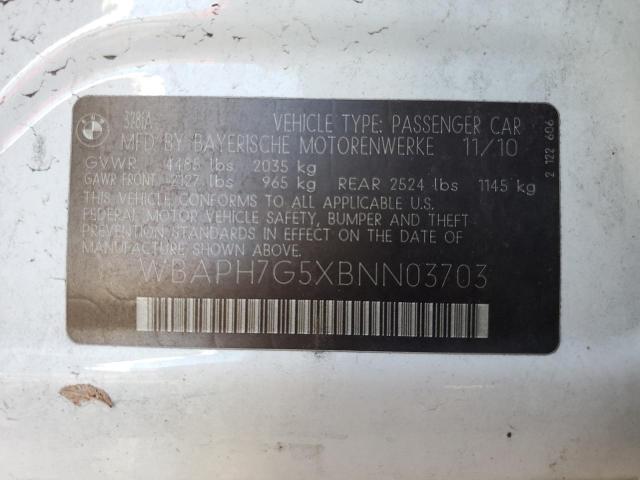 BMW
328iA VEHICLE TYPE: PASSENGER CAR
MFD BY BAYERISCHE MOTORENWERKE 11/10
GVWR 4486 lbs 2035 kg
GAWR FRONT 2127 lbs 965 kg REAR 2524 lbs 1145 kg
THIS VEHICLE CONFORMS TO ALL APPLICABLE U.S.
FEDERAL MOTOR VEHICLE SAFETY, BUMPER AND THEFT
PREVENTION STANDARDS IN EFFECT ON THE DATE OF
MANUFACTURE SHOWN ABOVE.
WBAPH7G5XBNN03703
2 122 606